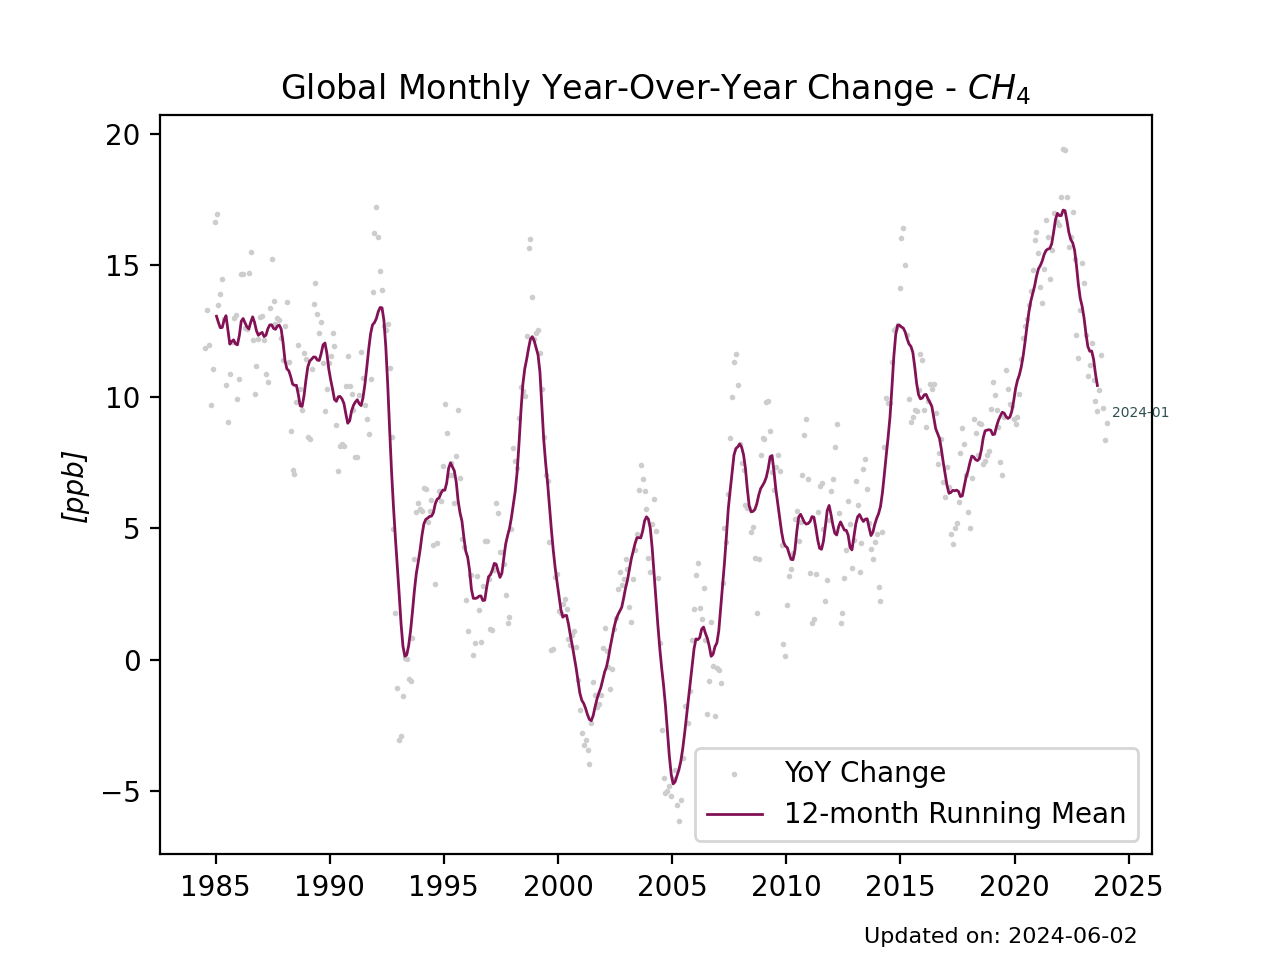 Global Monthly Year-Over-Year Change - CH₄
20
15
10
5
0
−5
[ppb]
2024-01
YoY Change
12-month Running Mean
1985 1990 1995 2000 2005 2010 2015 2020 2025
Updated on: 2024-06-02